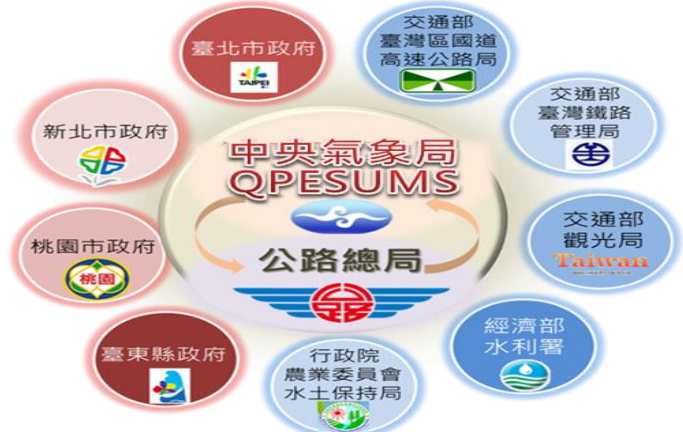 中央氣象局
QPESUMS
公路總局
臺北市政府
TAIPEI
交通部
臺灣區國道
高速公路局
交通部
臺灣鐵路
管理局
交通部
觀光局
Taiwan
經濟部
水利署
行政院
農業委員會
水土保持局
臺東縣政府
桃園市政府
桃園
新北市政府